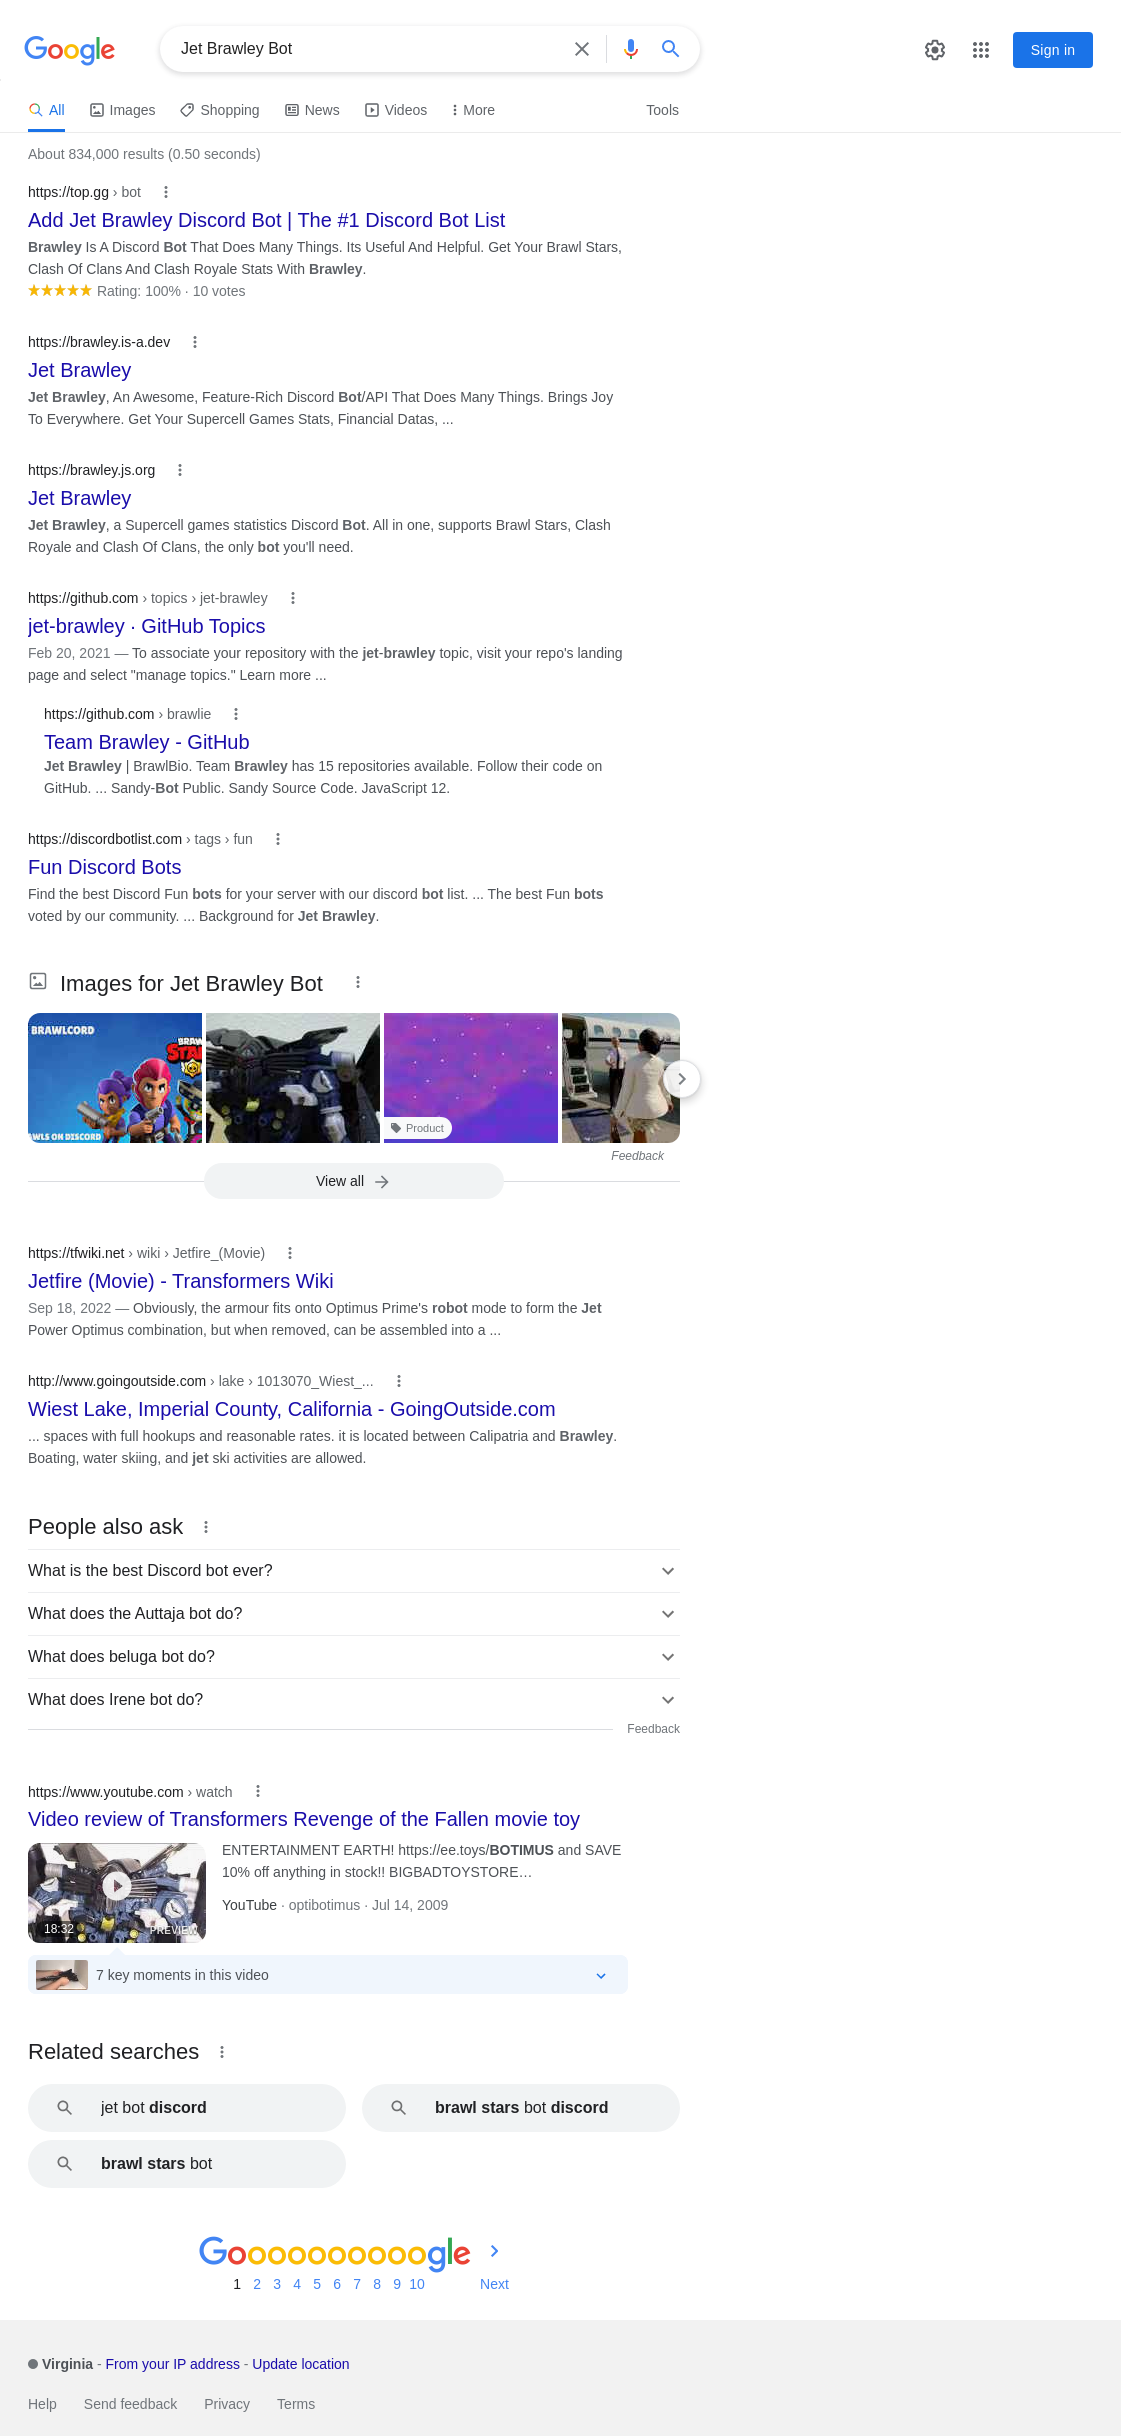 Google
Jet Brawley Bot
Sign in
All
Images
Shopping
News
Videos
More
Tools
About 834,000 results (0.50 seconds)
https://top.gg › bot
Add Jet Brawley Discord Bot | The #1 Discord Bot List
Brawley Is A Discord Bot That Does Many Things. Its Useful And Helpful. Get Your Brawl Stars,
Clash Of Clans And Clash Royale Stats With Brawley.
Rating: 100% · 10 votes
https://brawley.is-a.dev
Jet Brawley
Jet Brawley, An Awesome, Feature-Rich Discord Bot/API That Does Many Things. Brings Joy
To Everywhere. Get Your Supercell Games Stats, Financial Datas, ...
https://brawley.js.org
Jet Brawley
Jet Brawley, a Supercell games statistics Discord Bot. All in one, supports Brawl Stars, Clash
Royale and Clash Of Clans, the only bot you'll need.
https://github.com › topics › jet-brawley
jet-brawley · GitHub Topics
Feb 20, 2021 — To associate your repository with the jet-brawley topic, visit your repo's landing
page and select "manage topics." Learn more ...
https://github.com › brawlie
Team Brawley - GitHub
Jet Brawley | BrawlBio. Team Brawley has 15 repositories available. Follow their code on
GitHub. ... Sandy-Bot Public. Sandy Source Code. JavaScript 12.
https://discordbotlist.com › tags › fun
Fun Discord Bots
Find the best Discord Fun bots for your server with our discord bot list. ... The best Fun bots
voted by our community. ... Background for Jet Brawley.
Images for Jet Brawley Bot
BRAWLCORD
BRAW
STA
AWLS ON DISCORD
Product
Feedback
View all
https://tfwiki.net › wiki › Jetfire_(Movie)
Jetfire (Movie) - Transformers Wiki
Sep 18, 2022 — Obviously, the armour fits onto Optimus Prime's robot mode to form the Jet
Power Optimus combination, but when removed, can be assembled into a ...
http://www.goingoutside.com › lake › 1013070_Wiest_...
Wiest Lake, Imperial County, California - GoingOutside.com
... spaces with full hookups and reasonable rates. it is located between Calipatria and Brawley.
Boating, water skiing, and jet ski activities are allowed.
People also ask
What is the best Discord bot ever?
What does the Auttaja bot do?
What does beluga bot do?
What does Irene bot do?
Feedback
https://www.youtube.com › watch
Video review of Transformers Revenge of the Fallen movie toy
ENTERTAINMENT EARTH! https://ee.toys/BOTIMUS and SAVE
10% off anything in stock!! BIGBADTOYSTORE…
YouTube · optibotimus · Jul 14, 2009
18:32
PREVIEW
7 key moments in this video
Related searches
jet bot discord
brawl stars bot discord
brawl stars bot
Goooooooooogle
1 2 3 4 5 6 7 8 9 10 Next
Virginia - From your IP address - Update location
Help
Send feedback
Privacy
Terms